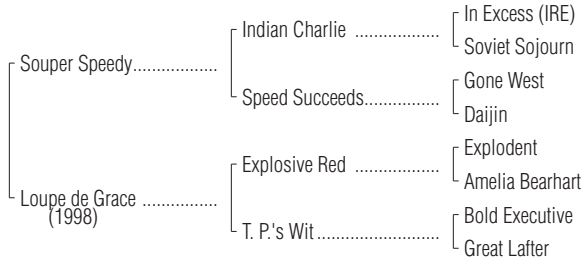 In Excess (IRE)
Indian Charlie ..................
Soviet Sojourn
Souper Speedy..................
Gone West
Speed Succeeds................
Daijin
Explodent
Explosive Red ..................
Amelia Bearhart
Loupe de Grace ................
(1998)
Bold Executive
T. P.'s Wit..........................
Great Lafter